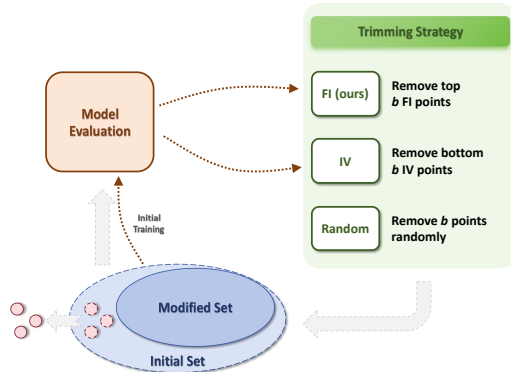 Trimming Strategy
FI (ours)
Remove top
b FI points
Model
Evaluation
IV
Remove bottom
b IV points
Random
Remove b points
randomly
Initial
Training
Modified Set
Initial Set